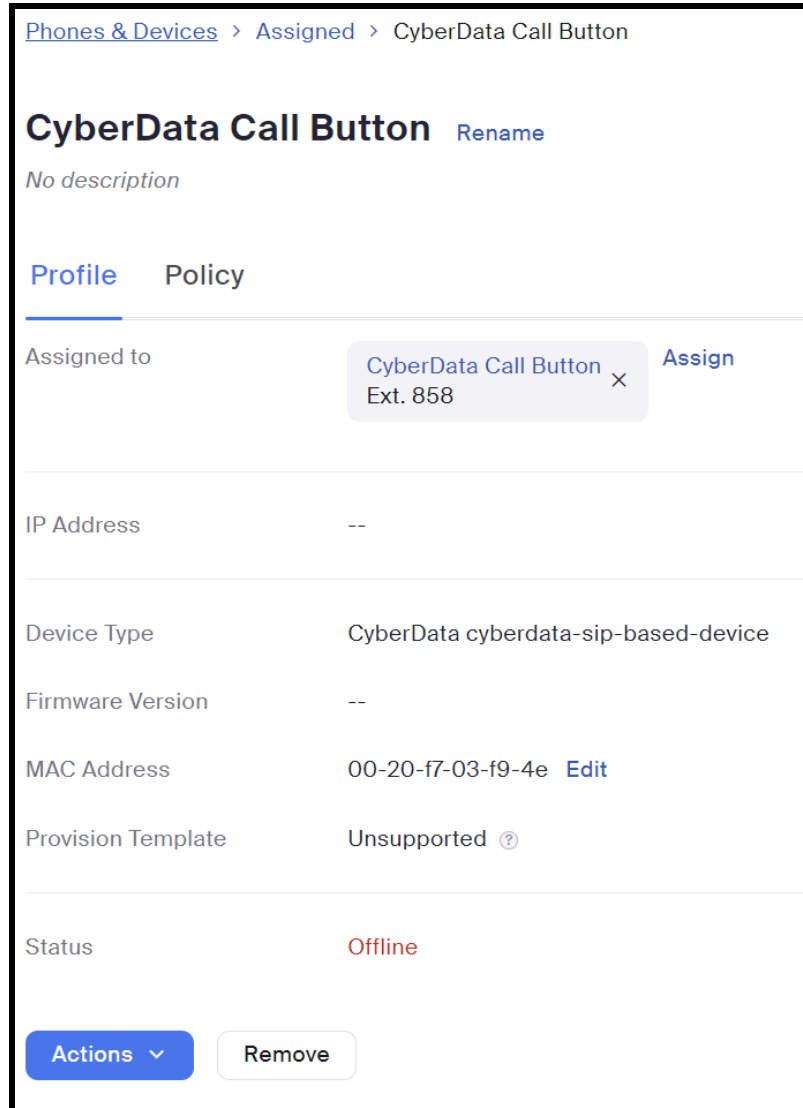 Phones & Devices > Assigned > CyberData Call Button
CyberData Call Button Rename
No description
Profile Policy
Assigned to CyberData Call Button × Assign
Ext. 858
IP Address --
Device Type CyberData cyberdata-sip-based-device
Firmware Version --
MAC Address 00-20-f7-03-f9-4e Edit
Provision Template Unsupported ?
Status Offline
Actions Remove